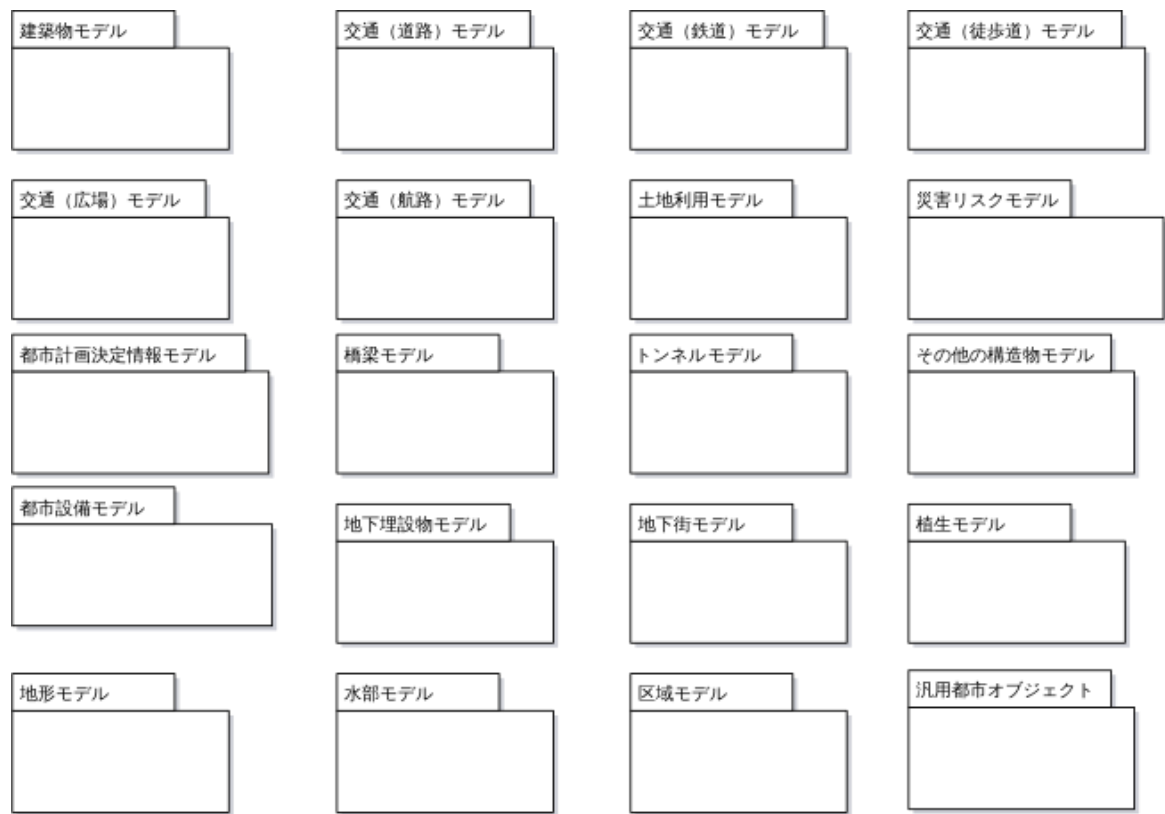 建築物モデル
交通（道路）モデル
交通（鉄道）モデル
交通（徒歩道）モデル
交通（広場）モデル
交通（航路）モデル
土地利用モデル
災害リスクモデル
都市計画決定情報モデル
橋梁モデル
トンネルモデル
その他の構造物モデル
都市設備モデル
地下埋設物モデル
地下街モデル
植生モデル
地形モデル
水部モデル
区域モデル
汎用都市オブジェクト